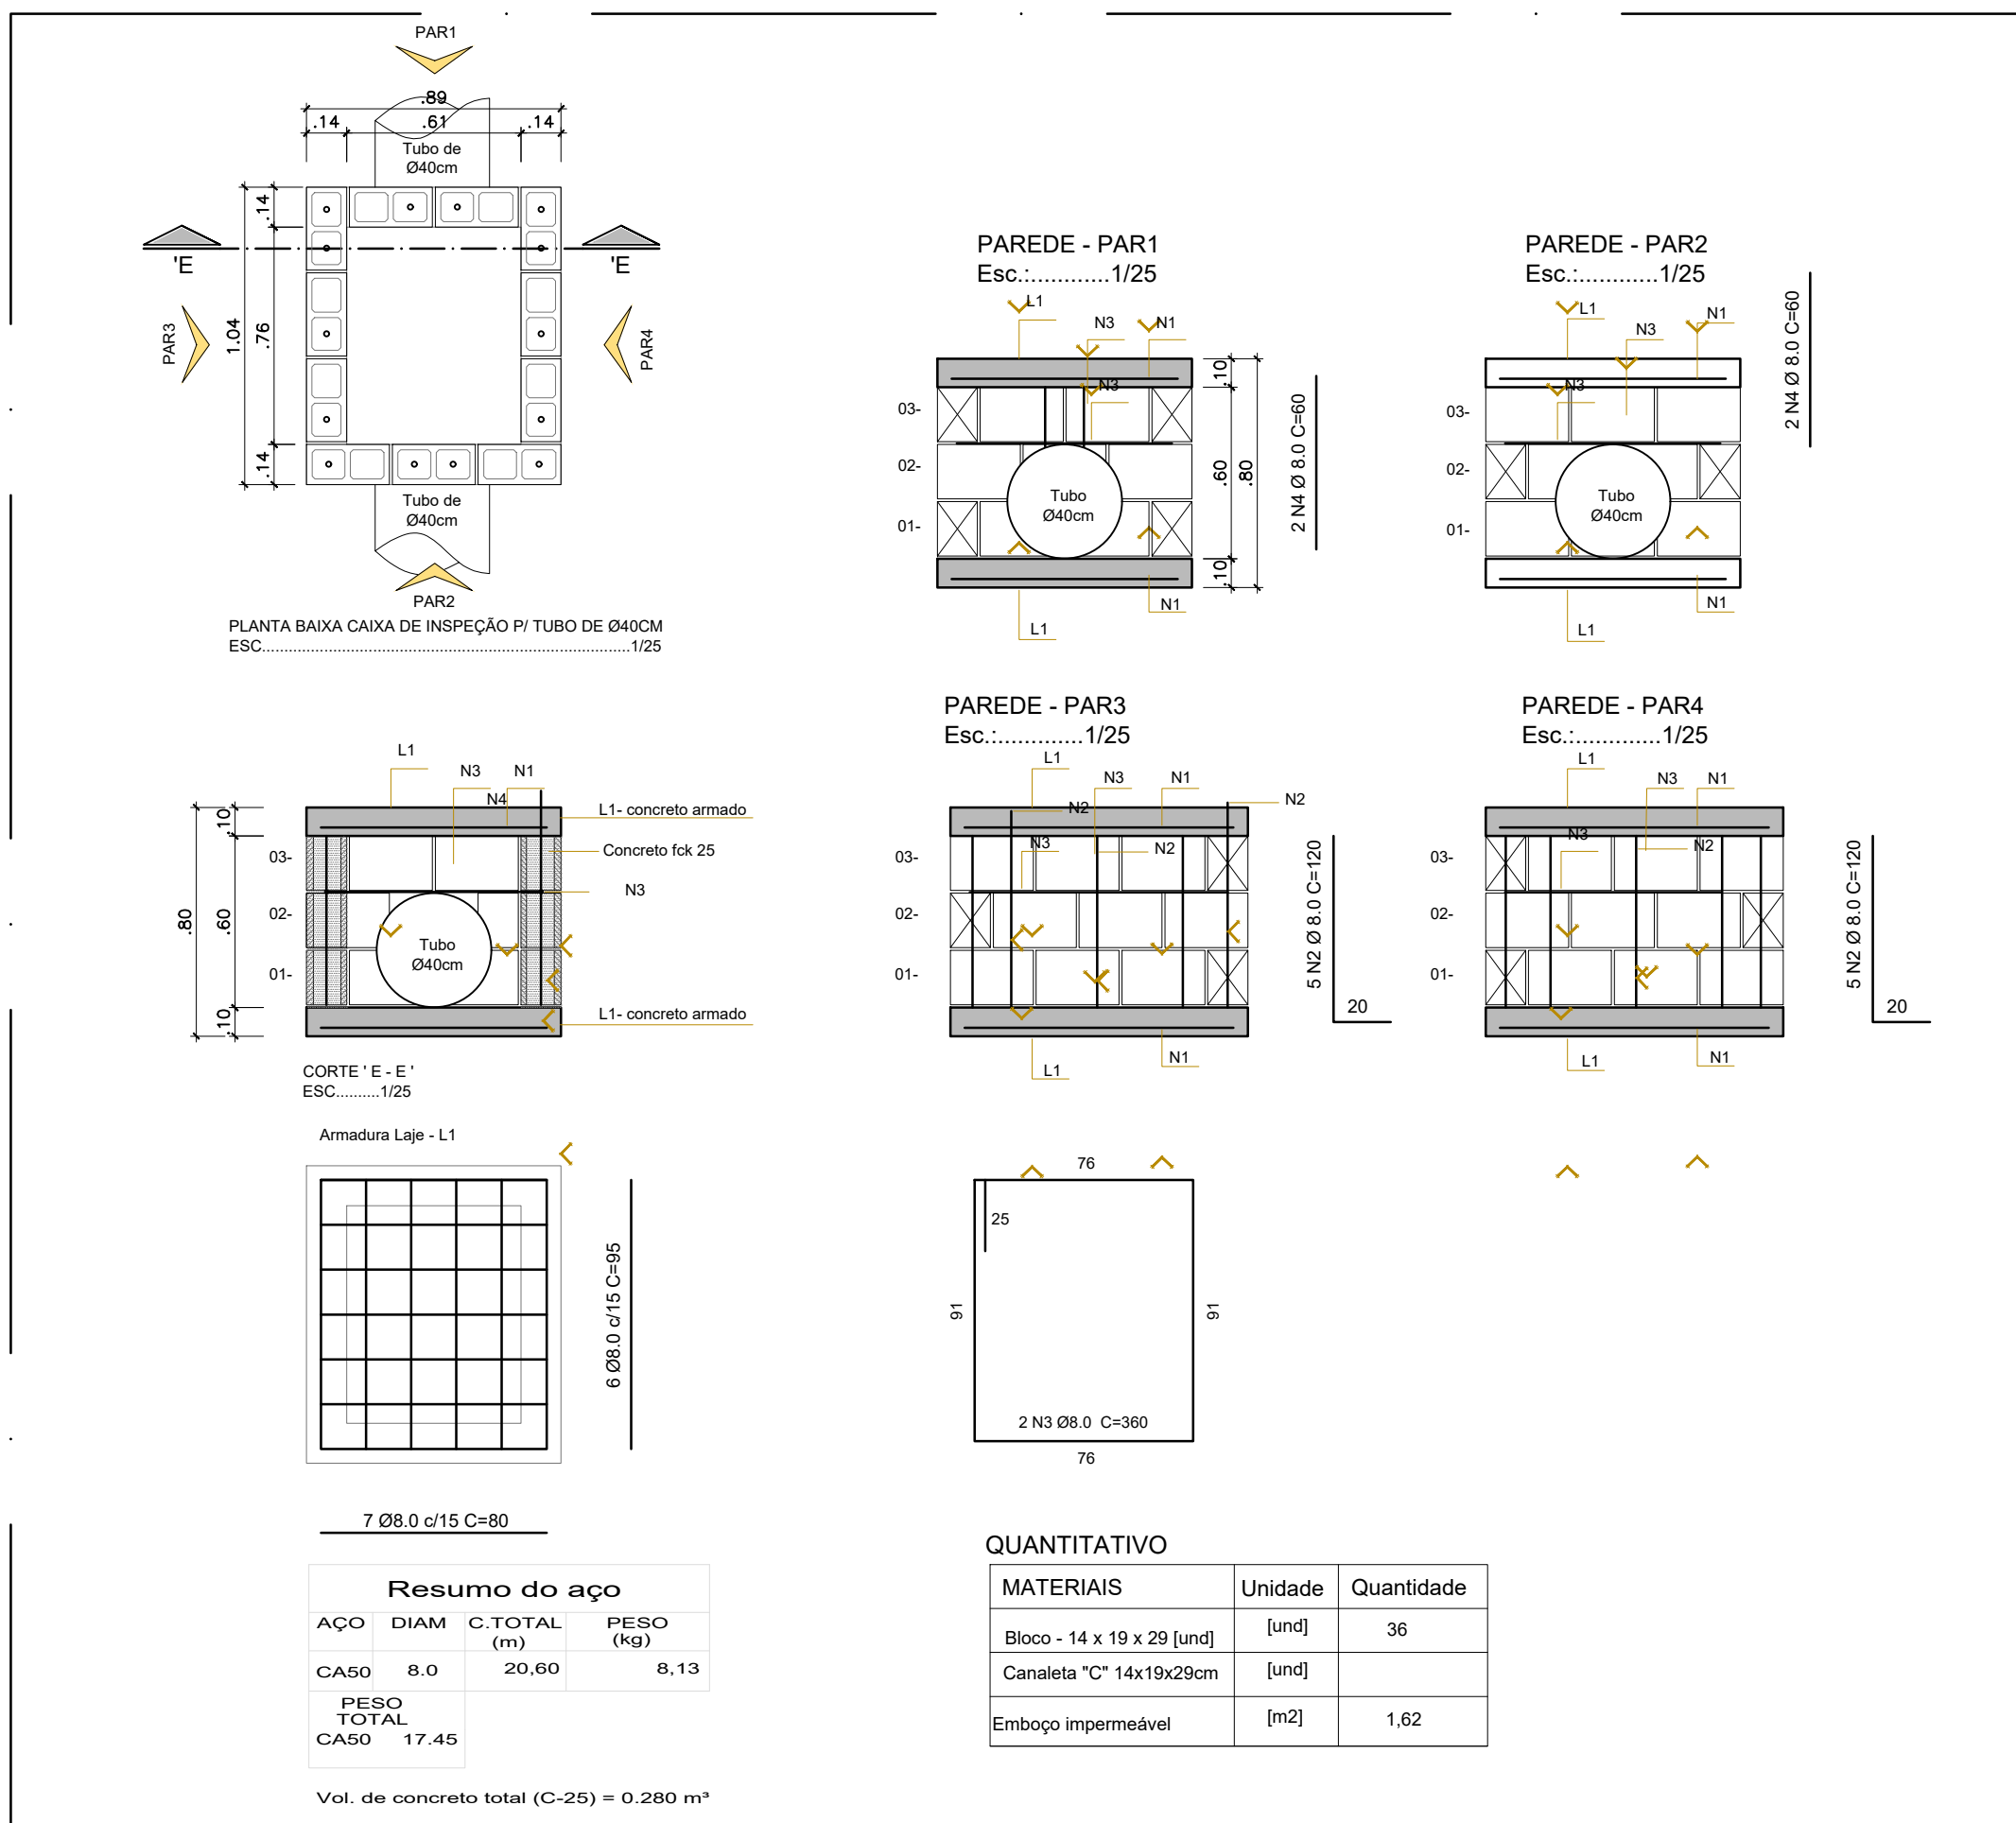 PAR1
.89
.14 .61 .14
Tubo de
Ø40cm
.14
1.04
.76
.14
'E
'E
PAR3
PAR4
Tubo de
Ø40cm
PAR2
PLANTA BAIXA CAIXA DE INSPEÇÃO P/ TUBO DE Ø40CM
ESC..................................................................................1/25
PAREDE - PAR1
Esc.:............1/25
L1
N3
N1
N3
03-
02-
01-
Tubo
Ø40cm
.10
.60
.80
.10
N1
L1
2 N4 Ø 8.0 C=60
PAREDE - PAR2
Esc.:............1/25
L1
N3
N1
N3
03-
02-
01-
Tubo
Ø40cm
N1
L1
2 N4 Ø 8.0 C=60
L1
N3
N1
N4
L1- concreto armado
Concreto fck 25
N3
03-
02-
01-
.10
.60
.80
.10
Tubo
Ø40cm
L1- concreto armado
CORTE ' E - E '
ESC..........1/25
PAREDE - PAR3
Esc.:.............1/25
L1
N3
N1
N2
N2
N3
N2
03-
02-
01-
N1
L1
5 N2 Ø 8.0 C=120
20
PAREDE - PAR4
Esc.:.............1/25
L1
N3
N1
N3
N2
03-
02-
01-
L1
N1
5 N2 Ø 8.0 C=120
20
Armadura Laje - L1
6 Ø8.0 c/15 C=95
7 Ø8.0 c/15 C=80
76
25
91
91
2 N3 Ø8.0 C=360
76
Resumo do aço
AÇO DIAM C.TOTAL (m) PESO (kg)
CA50 8.0 20,60 8,13
PESO
TOTAL
CA50 17.45
Vol. de concreto total (C-25) = 0.280 m³
QUANTITATIVO
MATERIAIS Unidade Quantidade
Bloco - 14 x 19 x 29 [und] [und] 36
Canaleta "C" 14x19x29cm [und]
Emboço impermeável [m2] 1,62